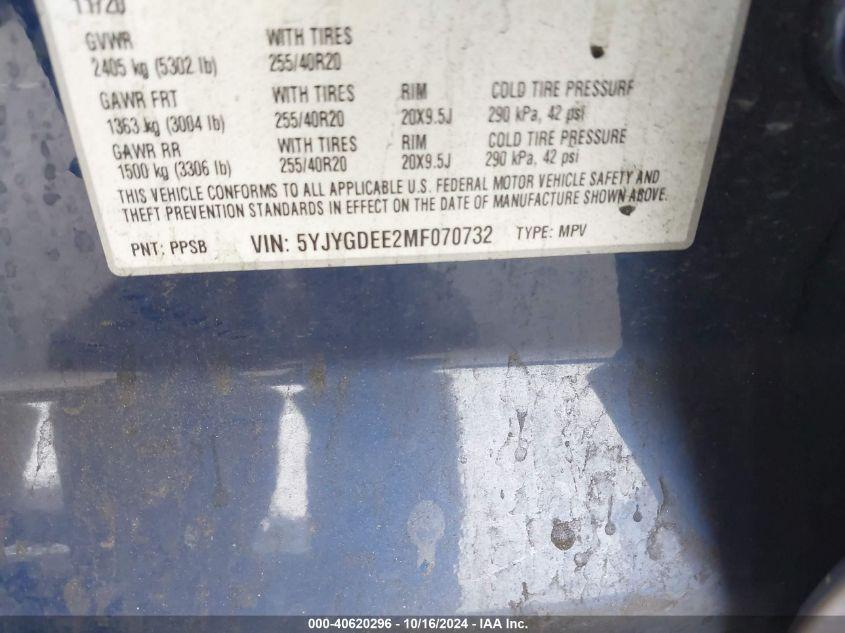 11/20
GVWR WITH TIRES
2405 kg (5302 lb) 255/40R20
GAWR FRT WITH TIRES RIM COLD TIRE PRESSURE
1363 kg (3004 lb) 255/40R20 20X9.5J 290 kPa, 42 psi
GAWR RR WITH TIRES RIM COLD TIRE PRESSURE
1500 kg (3306 lb) 255/40R20 20X9.5J 290 kPa, 42 psi
THIS VEHICLE CONFORMS TO ALL APPLICABLE U.S. FEDERAL MOTOR VEHICLE SAFETY AND
THEFT PREVENTION STANDARDS IN EFFECT ON THE DATE OF MANUFACTURE SHOWN ABOVE.
PNT: PPSB VIN: 5YJYGDEE2MF070732 TYPE: MPV
000-40620296 - 10/16/2024 - IAA Inc.